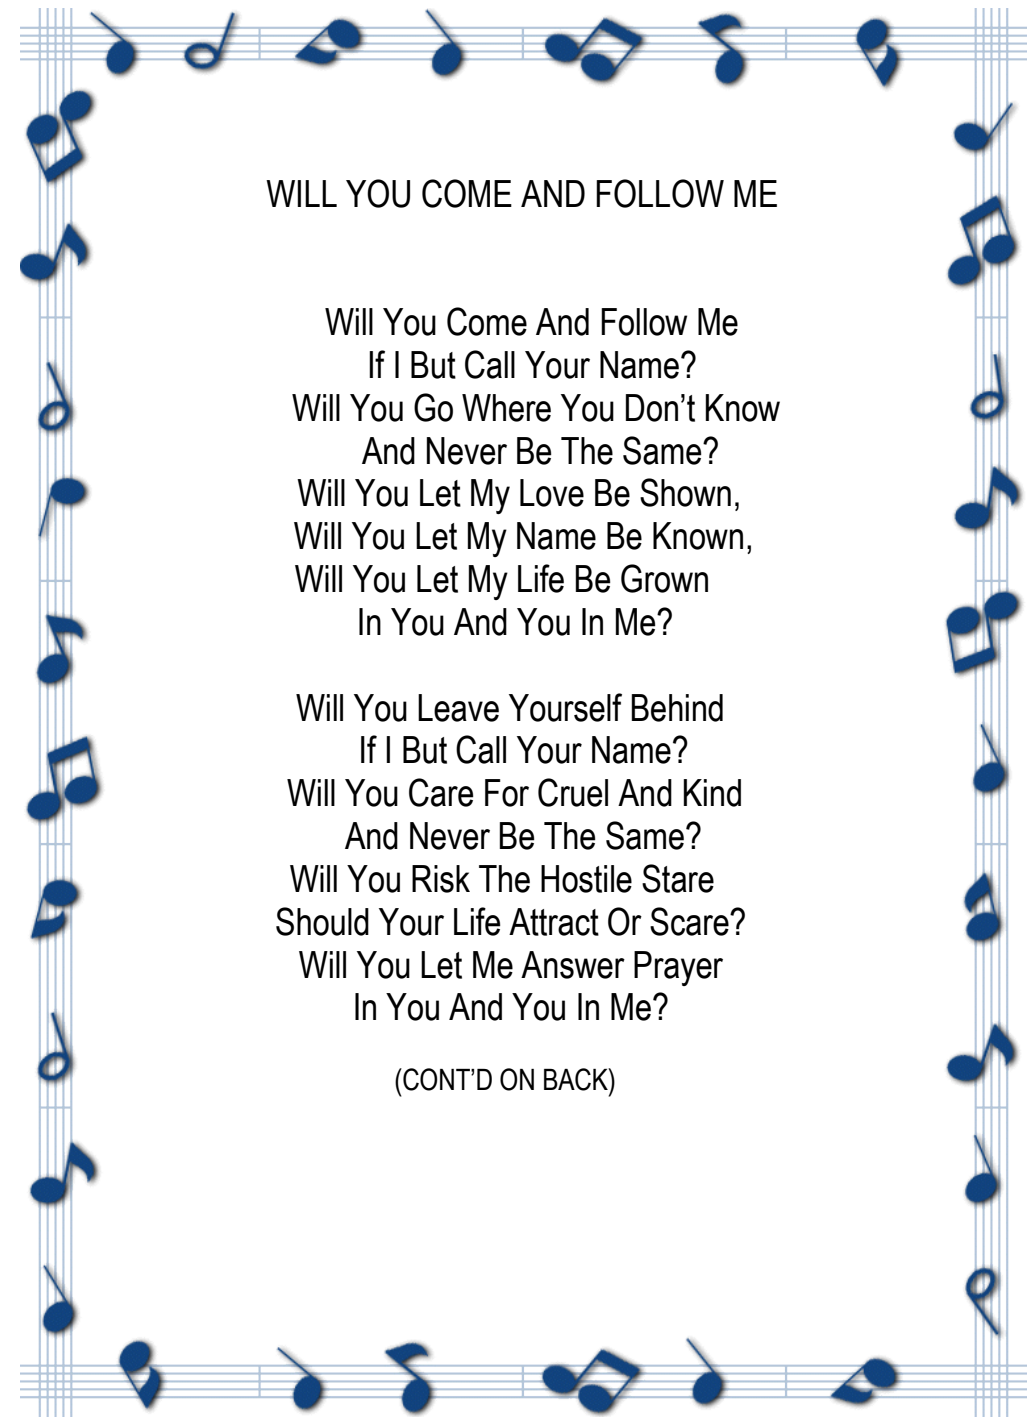 WILL YOU COME AND FOLLOW ME
Will You Come And Follow Me
If I But Call Your Name?
Will You Go Where You Don’t Know
And Never Be The Same?
Will You Let My Love Be Shown,
Will You Let My Name Be Known,
Will You Let My Life Be Grown
In You And You In Me?
Will You Leave Yourself Behind
If I But Call Your Name?
Will You Care For Cruel And Kind
And Never Be The Same?
Will You Risk The Hostile Stare
Should Your Life Attract Or Scare?
Will You Let Me Answer Prayer
In You And You In Me?
(CONT’D ON BACK)